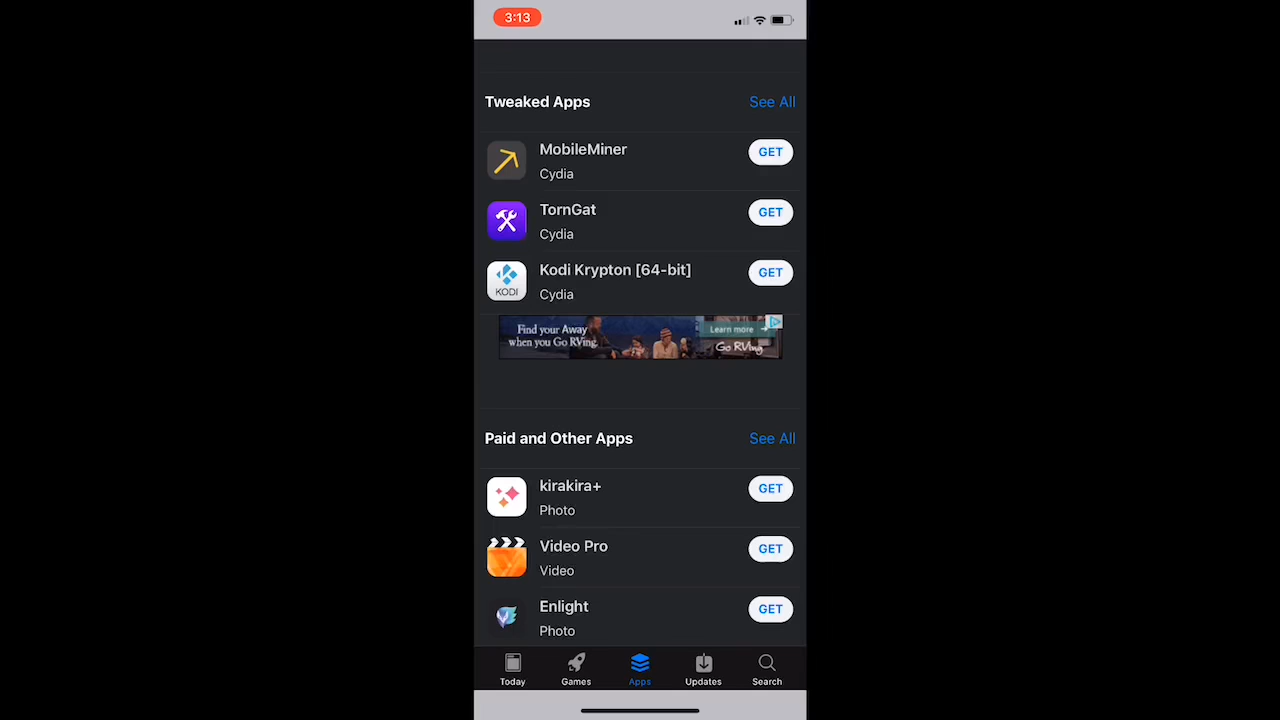 3:13
Tweaked Apps
See All
MobileMiner
Cydia
GET
TornGat
Cydia
GET
Kodi Krypton [64-bit]
Cydia
GET
KODI
Find your Away
when you Go RVing.
Learn more
Go RVing
Paid and Other Apps
See All
kirakira+
Photo
GET
Video Pro
Video
GET
Enlight
Photo
GET
Today
Games
Apps
Updates
Search